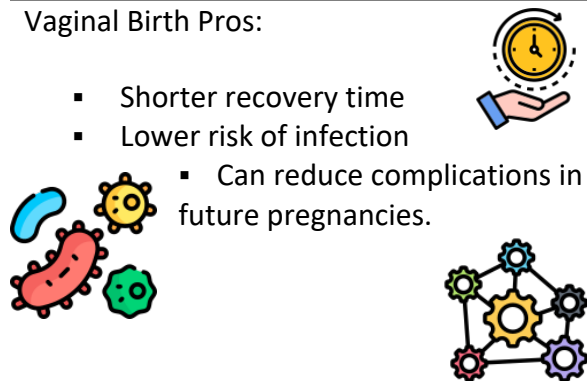 Vaginal Birth Pros:
▪ Shorter recovery time
▪ Lower risk of infection
▪ Can reduce complications in
future pregnancies.